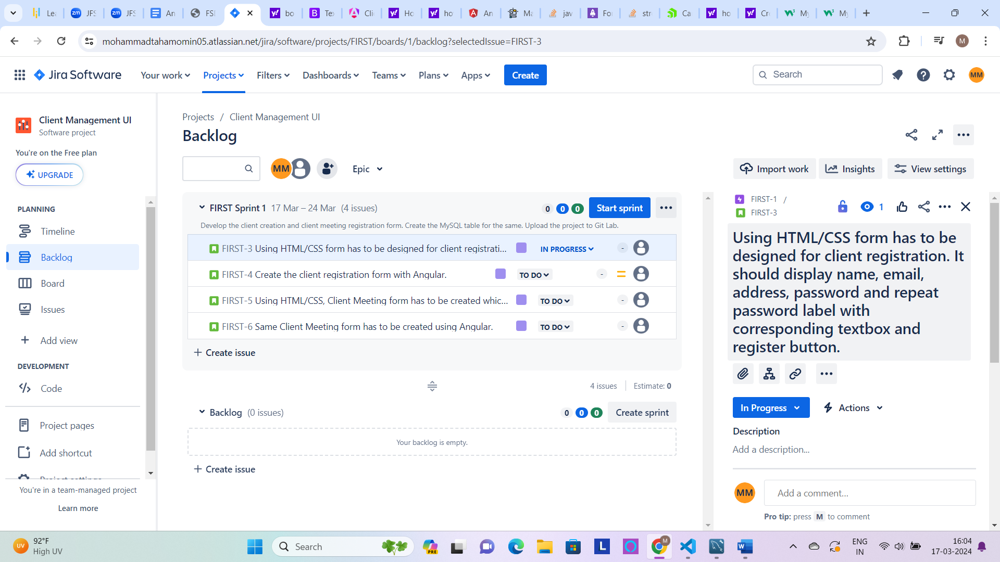 Lea
JFS
JFS
An
FSD
bo
Tex
Clie
Ho
ho
An
Ma
jav
For
stri
Ca
ho
Cre
My
My
mohammadtahamomin05.atlassian.net/jira/software/projects/FIRST/boards/1/backlog?selectedIssue=FIRST-3
M
Jira Software
Your work
Projects
Filters
Dashboards
Teams
Plans
Apps
Create
Search
MM
Client Management UI
Software project
You're on the Free plan
UPGRADE
PLANNING
Timeline
Backlog
Board
Issues
Add view
DEVELOPMENT
Code
Project pages
Add shortcut
Project settings
You're in a team-managed project
Learn more
Projects / Client Management UI
Backlog
MM
Epic
Import work
Insights
View settings
FIRST Sprint 1 17 Mar – 24 Mar (4 issues)
0 0 0
Start sprint
Develop the client creation and client meeting registration form. Create the MySQL table for the same. Upload the project to Git Lab.
FIRST-3 Using HTML/CSS form has to be designed for client registrati... IN PROGRESS -
FIRST-4 Create the client registration form with Angular. TO DO -
FIRST-5 Using HTML/CSS, Client Meeting form has to be created whic... TO DO -
FIRST-6 Same Client Meeting form has to be created using Angular. TO DO -
+ Create issue
4 issues Estimate: 0
Backlog (0 issues)
0 0 0
Create sprint
Your backlog is empty.
+ Create issue
FIRST-1 /
FIRST-3
1
Using HTML/CSS form has to be
designed for client registration. It
should display name, email,
address, password and repeat
password label with
corresponding textbox and
register button.
In Progress
Actions
Description
Add a description...
MM
Add a comment...
Pro tip: press M to comment
UV
92°F
High UV
Search
PRE
L
M
ENG
IN
16:04
17-03-2024